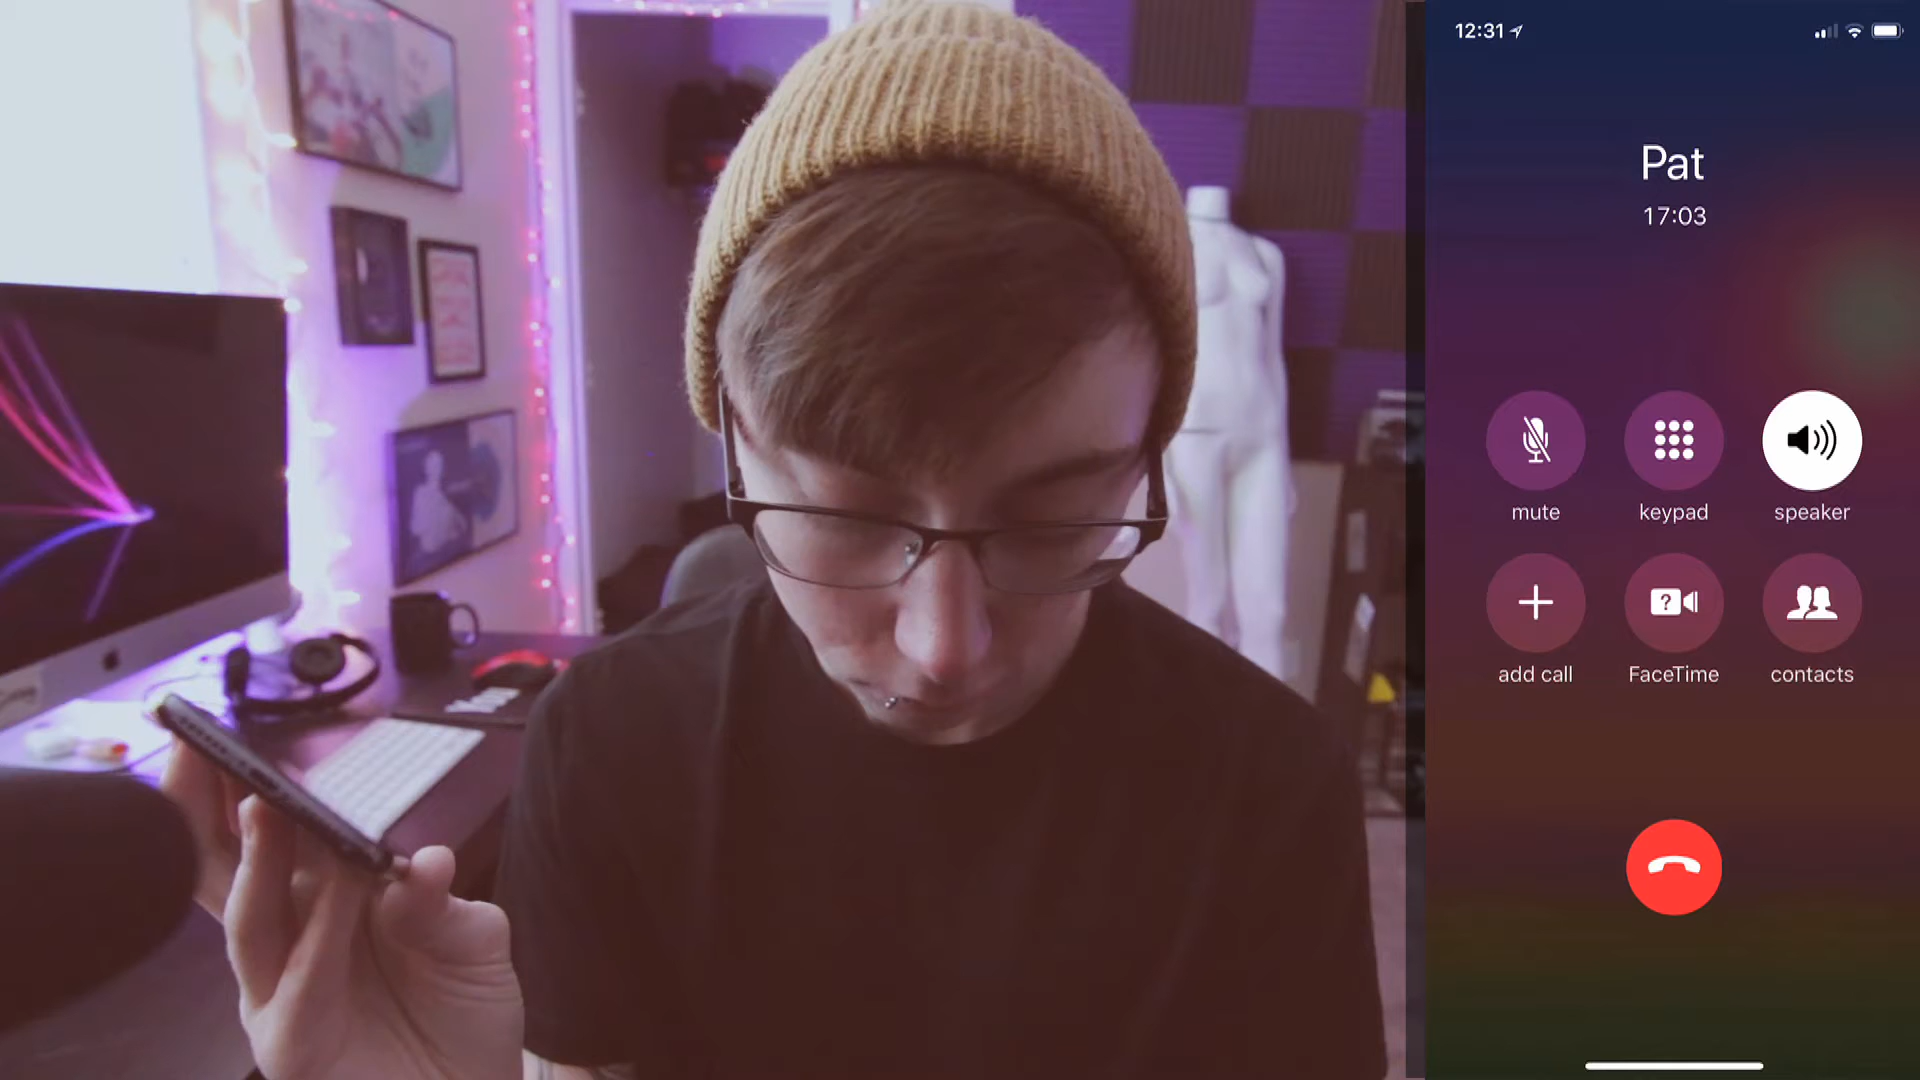 12:31
Pat
17:03
mute
keypad
speaker
add call
FaceTime
contacts